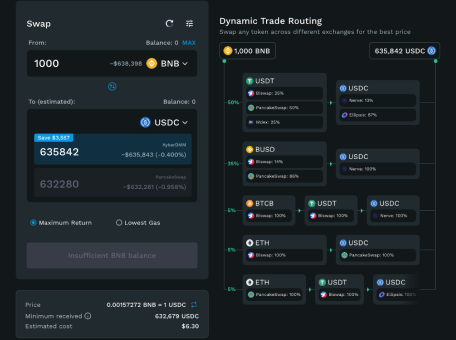 Swap
From:
Balance: 0 MAX
1000
~$638,398
BNB
To (estimated):
Balance: 0
USDC
Save $3,557
KyberDMM
635842
~$635,843 (-0.400%)
PancakeSwap
632280
~$632,281 (-0.958%)
Maximum Return
Lowest Gas
Insufficient BNB balance
Price
0.00157272 BNB = 1 USDC
Minimum received
632,679 USDC
Estimated cost
$6.30
Dynamic Trade Routing
Swap any token across different exchanges for the best price
1,000 BNB
635,842 USDC
USDT
Biswap: 25%
PancakeSwap: 50%
Mdex: 25%
USDC
Nerve: 13%
Ellipsis: 87%
BUSD
Biswap: 14%
PancakeSwap: 86%
USDC
Nerve: 100%
5%
BTCB
Biswap: 100%
USDT
Biswap: 100%
USDC
Nerve: 100%
5%
ETH
Biswap: 100%
USDC
PancakeSwap: 100%
5%
ETH
PancakeSwap: 100%
USDT
Biswap: 100%
USDC
Ellipsis: 100%